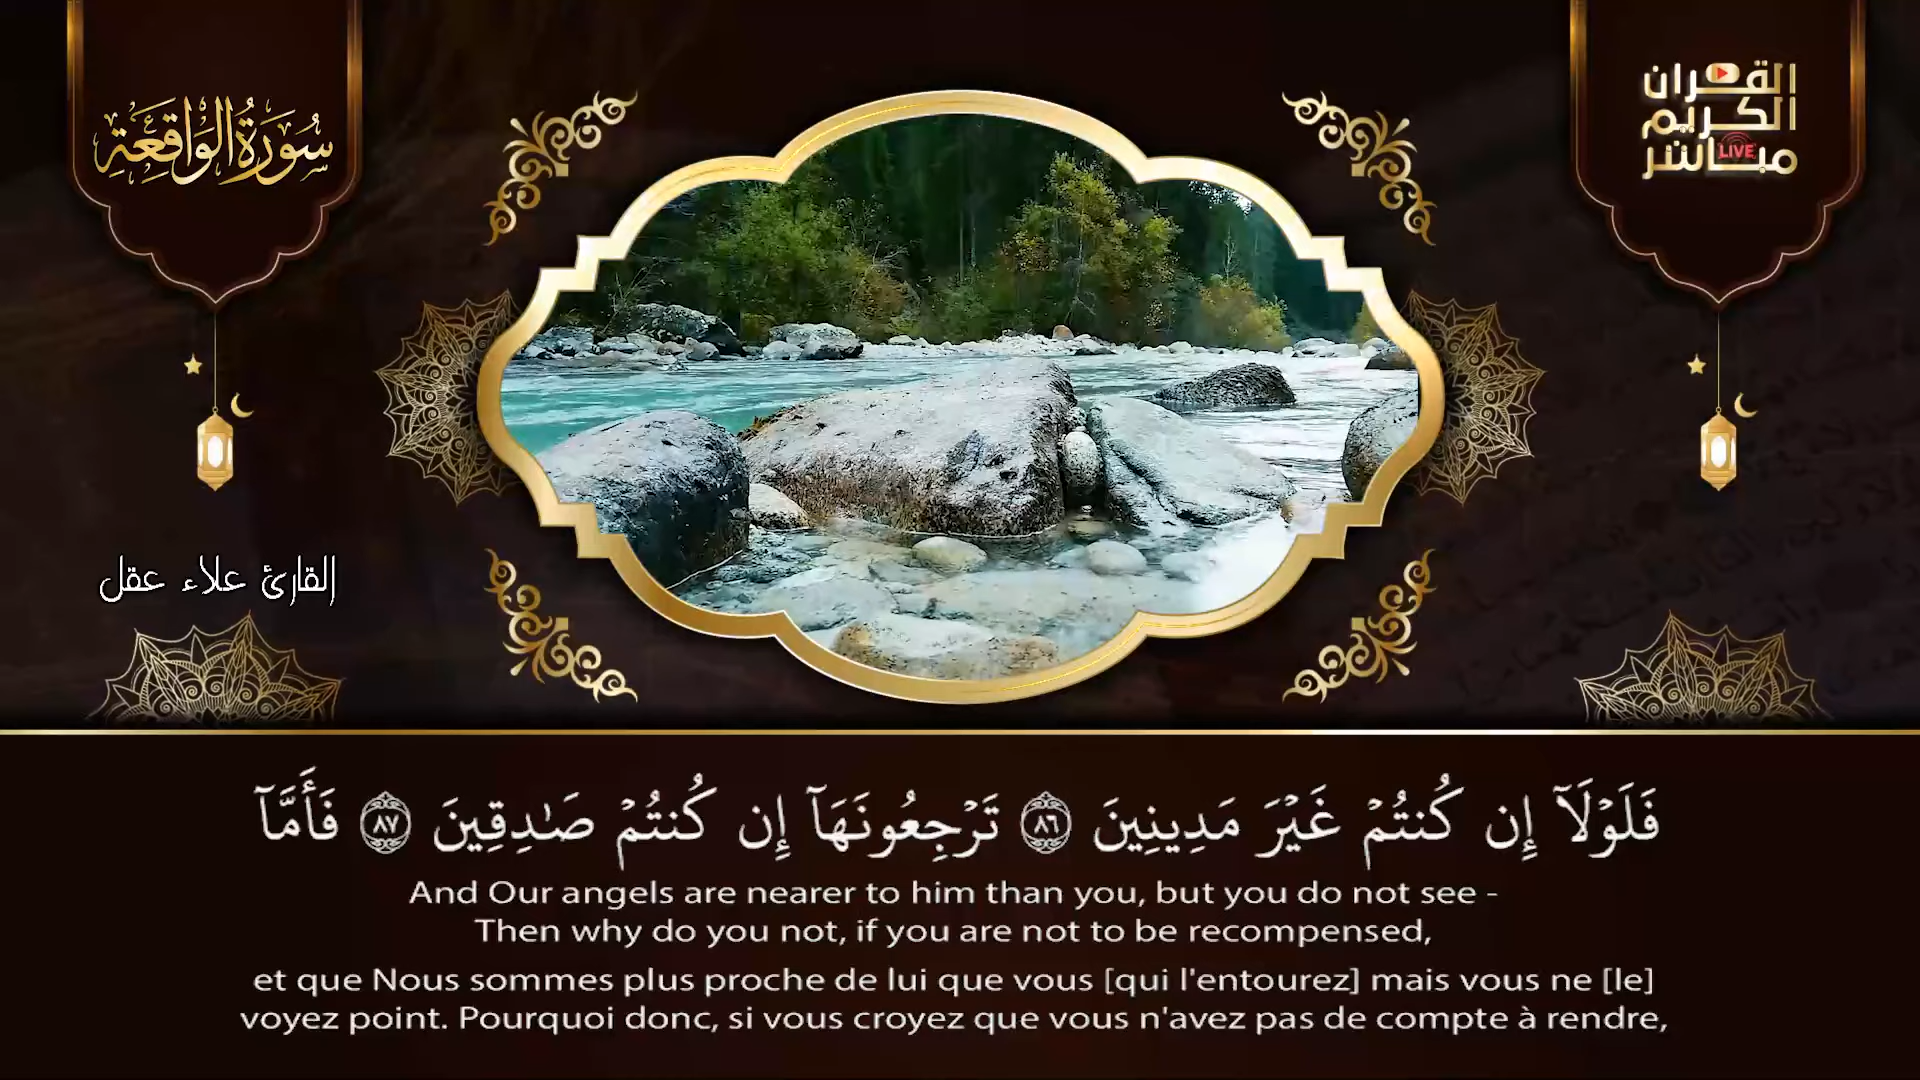 سُورَةُ الوَاقِعَةِ
القرآن
الكريم
مباشر
LIVE
القارئ علاء عقل
فَلَوۡلَآ إِن كُنتُمۡ غَيۡرَ مَدِينِينَ ٨٦ تَرۡجِعُونَهَآ إِن كُنتُمۡ صَـٰدِقِينَ ٨٧ فَأَمَّآ
And Our angels are nearer to him than you, but you do not see -
Then why do you not, if you are not to be recompensed,
et que Nous sommes plus proche de lui que vous [qui l'entourez] mais vous ne [le]
voyez point. Pourquoi donc, si vous croyez que vous n'avez pas de compte à rendre,